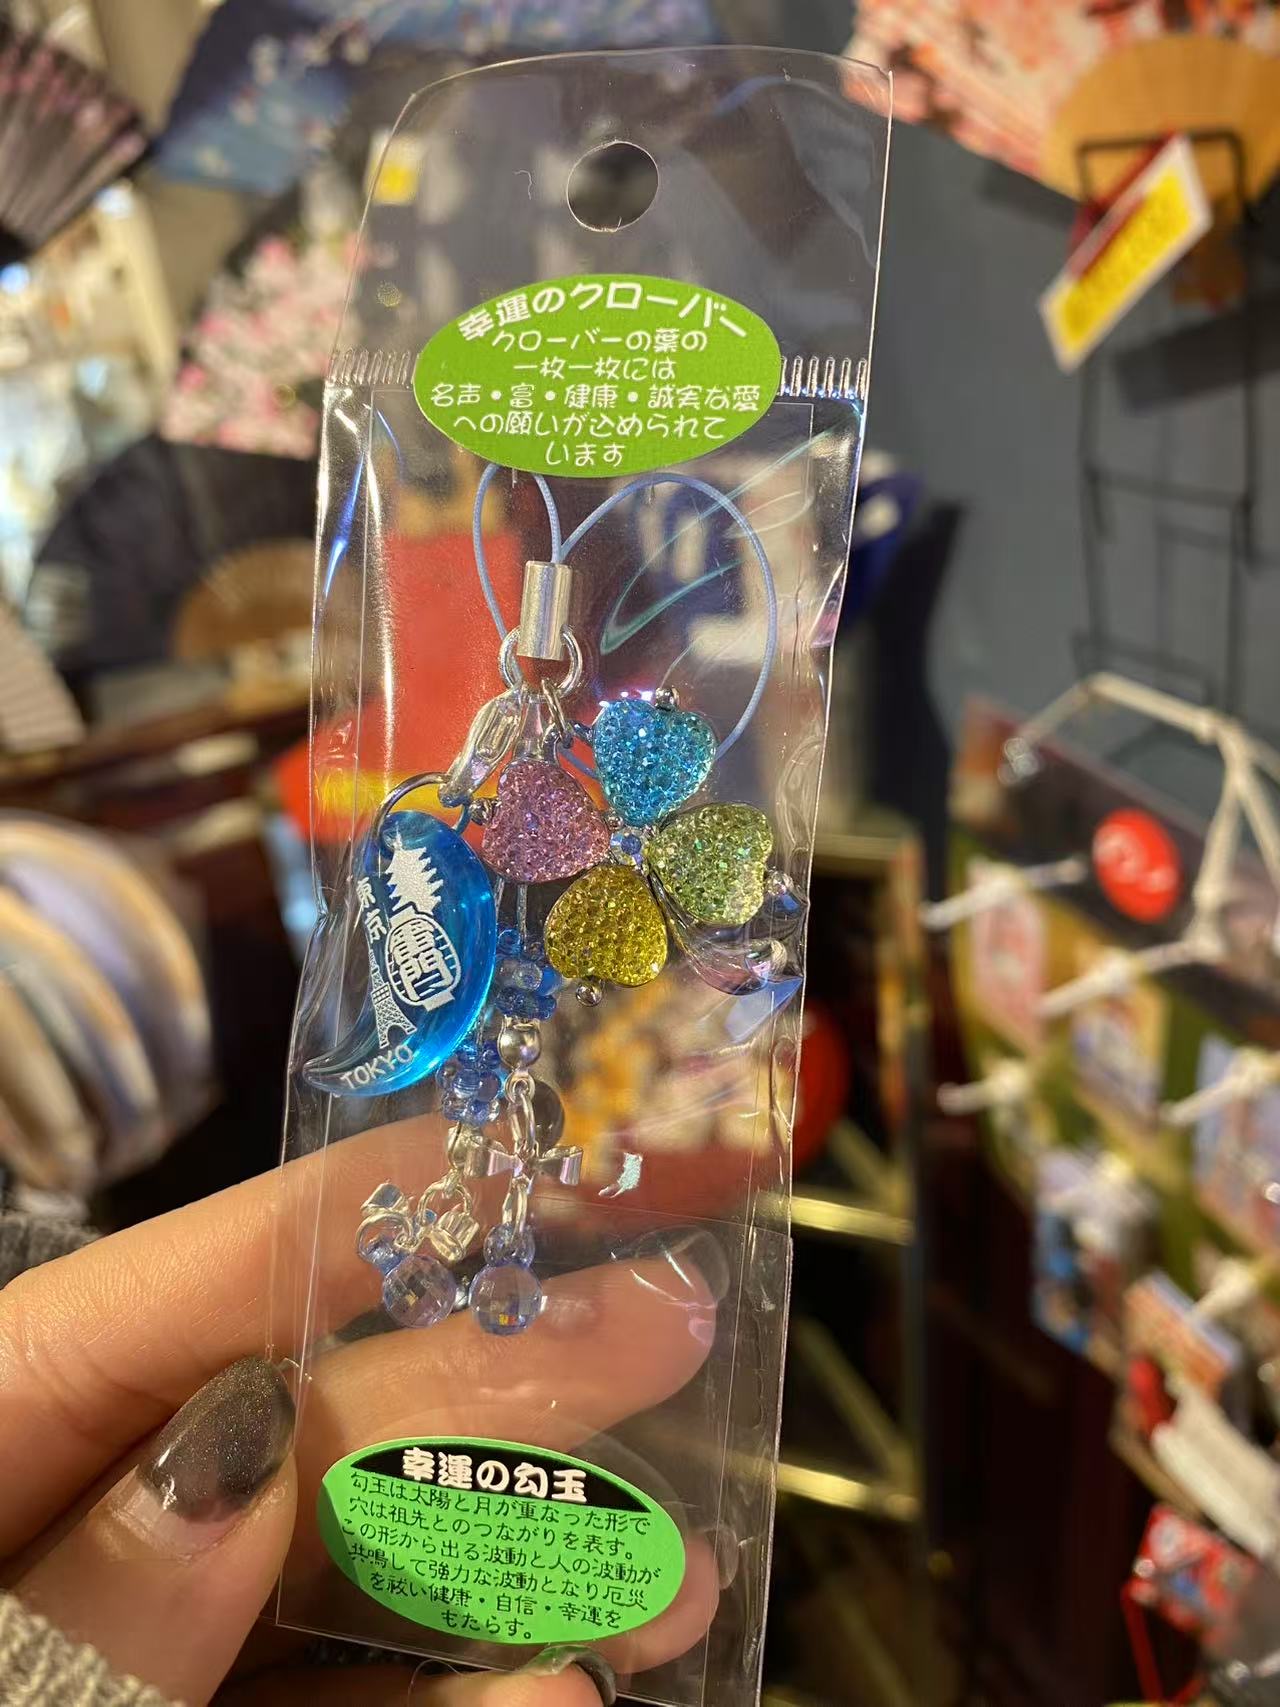 幸運のクローバー
クローバーの葉の
一枚一枚には
名声・富・健康・誠実な愛
への願いが込められて
います
東京
雷門
TOKYO
幸運の勾玉
勾玉は太陽と月が重なった形で
穴は祖先とのつながりを表す。
この形から出る波動と人の波動が
共鳴して強力な波動となり厄災
を祓い健康・自信・幸運を
もたらす。